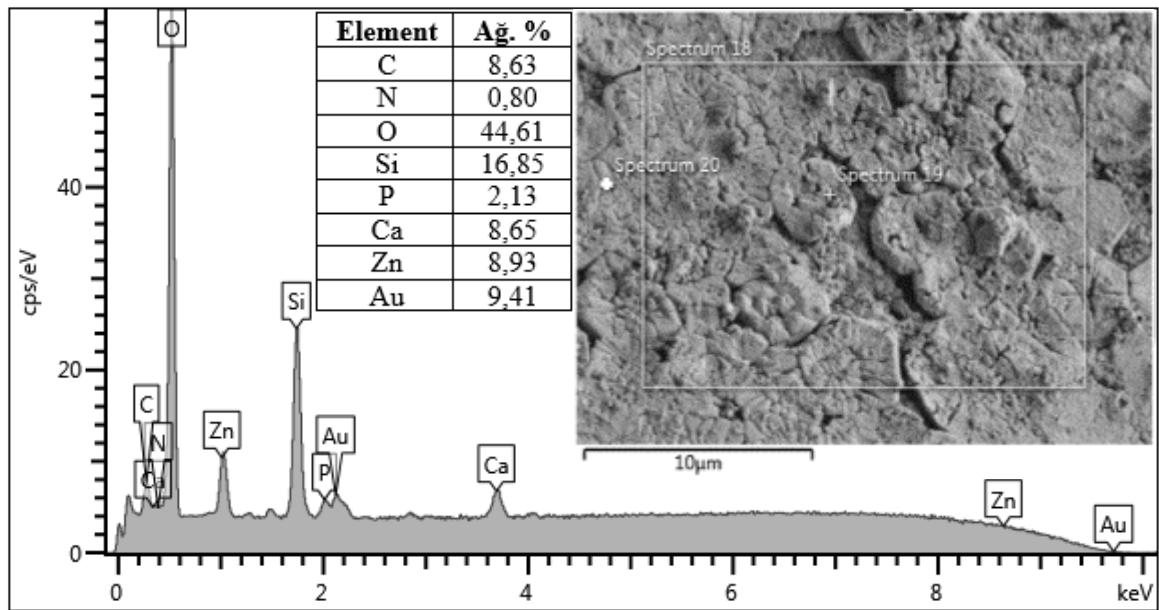 Element Ağ. %
C 8,63
N 0,80
O 44,61
Si 16,85
P 2,13
Ca 8,65
Zn 8,93
Au 9,41
Spectrum 18
Spectrum 20
Spectrum 19
10µm
cps/eV
40
20
0
O
C
N
Ca
Zn
Si
P
Au
Ca
Zn
Au
0 2 4 6 8 keV